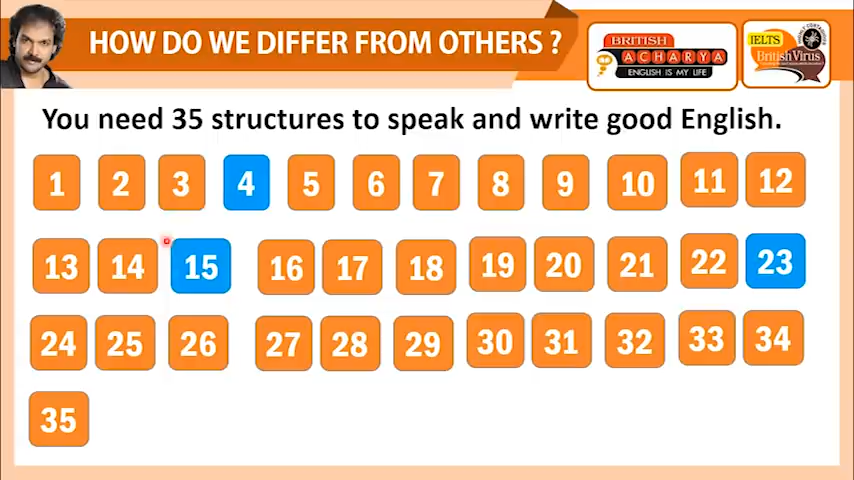 HOW DO WE DIFFER FROM OTHERS ?
BRITISH
ACHARYA
ENGLISH IS MY LIFE
IELTS
BritishVirus
You need 35 structures to speak and write good English.
1 2 3 4 5 6 7 8 9 10 11 12
13 14 15 16 17 18 19 20 21 22 23
24 25 26 27 28 29 30 31 32 33 34
35